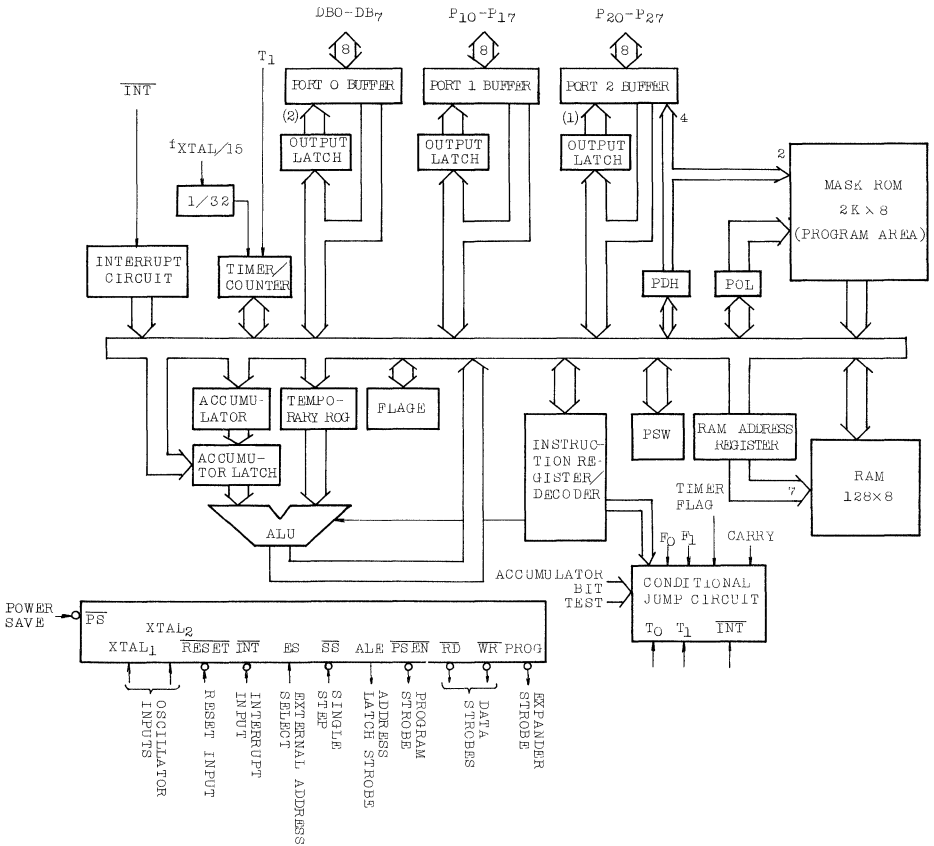 DB0-DB7
P10-P17
P20-P27
8
8
8
T1
INT
PORT 0 BUFFER
PORT 1 BUFFER
PORT 2 BUFFER
(2)
(1)
4
OUTPUT
LATCH
OUTPUT
LATCH
OUTPUT
LATCH
fXTAL/15
1/32
2
MASK ROM
2K×8
(PROGRAM AREA)
INTERRUPT
CIRCUIT
TIMER/
COUNTER
PDH
POL
ACCUMU-
LATOR
TEMPO-
RARY ROG
FLAGE
INSTRUC-
TION RE-
GISTER/
DECODER
PSW
RAM ADDRESS
REGISTER
ACCUMU-
TOR LATCH
RAM
128×8
7
ALU
TIMER
FLAG
F0 F1
CARRY
ACCUMULATOR
BIT
TEST
CONDITIONAL
JUMP CIRCUIT
T0 T1 INT
POWER
SAVE
PS
XTAL2
XTAL1 RESET INT ES SS ALE PSEN RD WR PROG
OSCILLATOR
INPUTS
RESET INPUT
INTERRUPT
INPUT
EXTERNAL ADDRESS
SELECT
SINGLE
STEP
ADDRESS
LATCH STROBE
PROGRAM
STROBE
DATA
STROBES
EXPANDER
STROBE